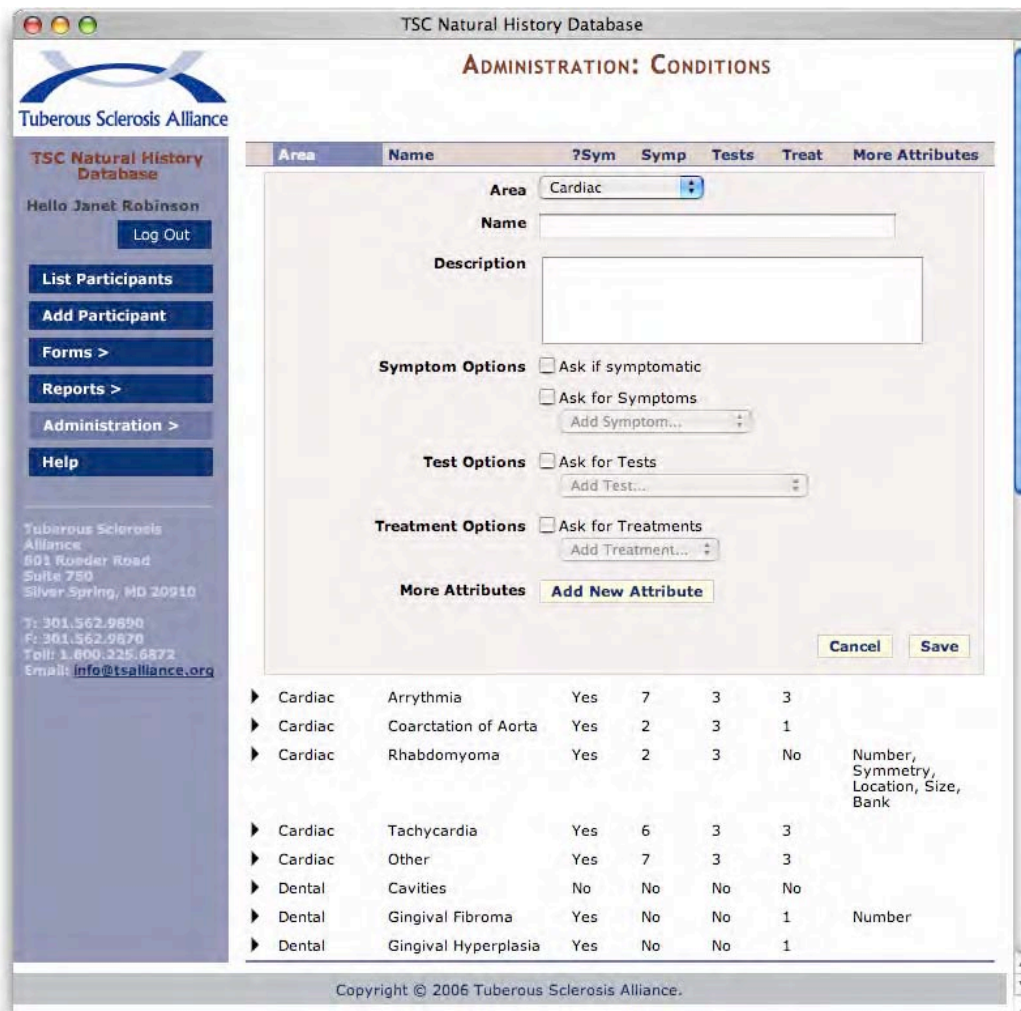 TSC Natural History Database
Tuberous Sclerosis Alliance
ADMINISTRATION: CONDITIONS
TSC Natural History
Database
Hello Janet Robinson
Log Out
List Participants
Add Participant
Forms >
Reports >
Administration >
Help
Tuberous Sclerosis
Alliance
801 Roeder Road
Suite 750
Silver Spring, MD 20910
T: 301.562.9890
F: 301.562.9870
Toll: 1.800.225.6872
Email: info@tsalliance.org
Area Name ?Sym Symp Tests Treat More Attributes
Area Cardiac
Name
Description
Symptom Options Ask if symptomatic
Ask for Symptoms
Add Symptom...
Test Options Ask for Tests
Add Test...
Treatment Options Ask for Treatments
Add Treatment...
More Attributes Add New Attribute
Cancel Save
Cardiac Arrythmia Yes 7 3 3
Cardiac Coarctation of Aorta Yes 2 3 1
Cardiac Rhabdomyoma Yes 2 3 No Number,
Symmetry,
Location, Size,
Bank
Cardiac Tachycardia Yes 6 3 3
Cardiac Other Yes 7 3 3
Dental Cavities No No No No
Dental Gingival Fibroma Yes No No 1 Number
Dental Gingival Hyperplasia Yes No No 1
Copyright © 2006 Tuberous Sclerosis Alliance.